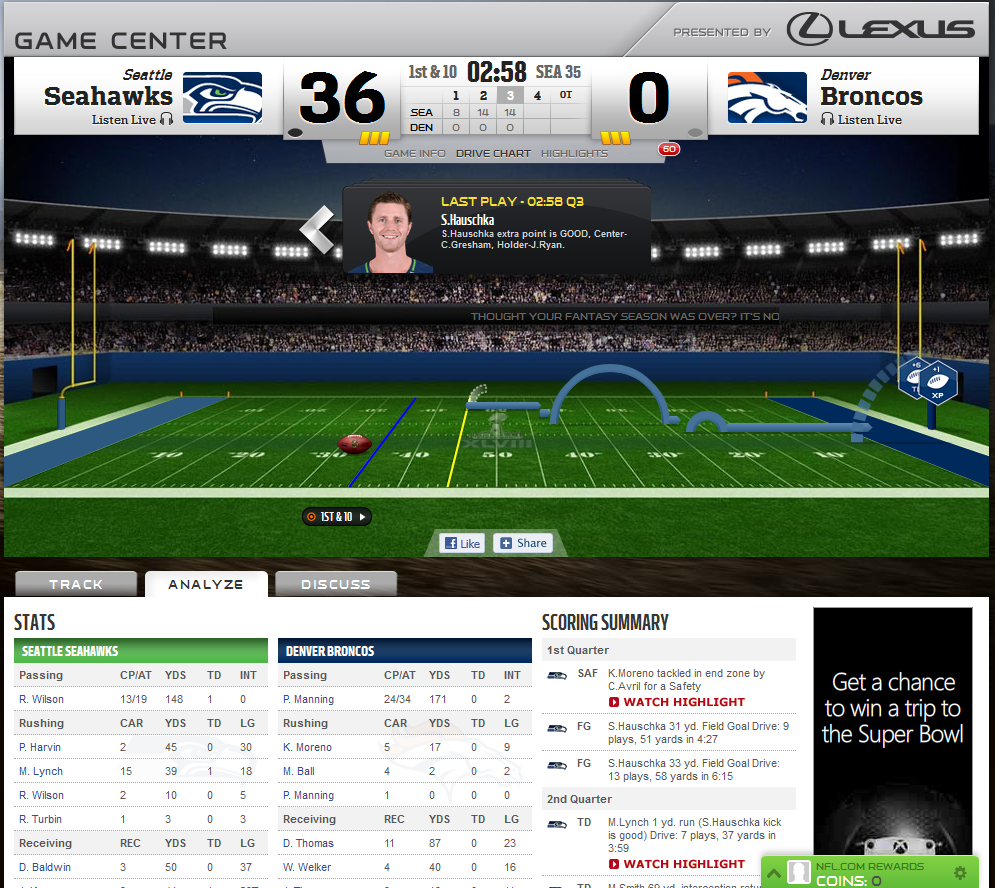 GAME CENTER
PRESENTED BY LEXUS
Seattle
Seahawks
Listen Live
36
1st & 10 02:58 SEA 35
1 2 3 4 OT
SEA 8 14 14
DEN 0 0 0
0
Denver
Broncos
Listen Live
GAME INFO DRIVE CHART HIGHLIGHTS 60
LAST PLAY - 02:58 Q3
S.Hauschka
S.Hauschka extra point is GOOD, Center-
C.Gresham, Holder-J.Ryan.
THOUGHT YOUR FANTASY SEASON WAS OVER? IT'S NO
+6 +1
XP
XLVIII
10 20 30 40 50 40 30 20 10
1ST & 10
Like Share
TRACK ANALYZE DISCUSS
STATS
SEATTLE SEAHAWKS
Passing CP/AT YDS TD INT
R. Wilson 13/19 148 1 0
Rushing CAR YDS TD LG
P. Harvin 2 45 0 30
M. Lynch 15 39 1 18
R. Wilson 2 10 0 5
R. Turbin 1 3 0 3
Receiving REC YDS TD LG
D. Baldwin 3 50 0 37
DENVER BRONCOS
Passing CP/AT YDS TD INT
P. Manning 24/34 171 0 2
Rushing CAR YDS TD LG
K. Moreno 5 17 0 9
M. Ball 4 2 0 2
P. Manning 1 0 0 0
Receiving REC YDS TD LG
D. Thomas 11 87 0 23
W. Welker 4 40 0 16
SCORING SUMMARY
1st Quarter
SAF K.Moreno tackled in end zone by
C.Avril for a Safety
WATCH HIGHLIGHT
FG S.Hauschka 31 yd. Field Goal Drive: 9
plays, 51 yards in 4:27
FG S.Hauschka 33 yd. Field Goal Drive:
13 plays, 58 yards in 6:15
2nd Quarter
TD M.Lynch 1 yd. run (S.Hauschka kick
is good) Drive: 7 plays, 37 yards in
3:59
WATCH HIGHLIGHT
TD M.Smith 69 yd. interception return
Get a chance
to win a trip to
the Super Bowl
NFL.COM REWARDS
COINS: 0